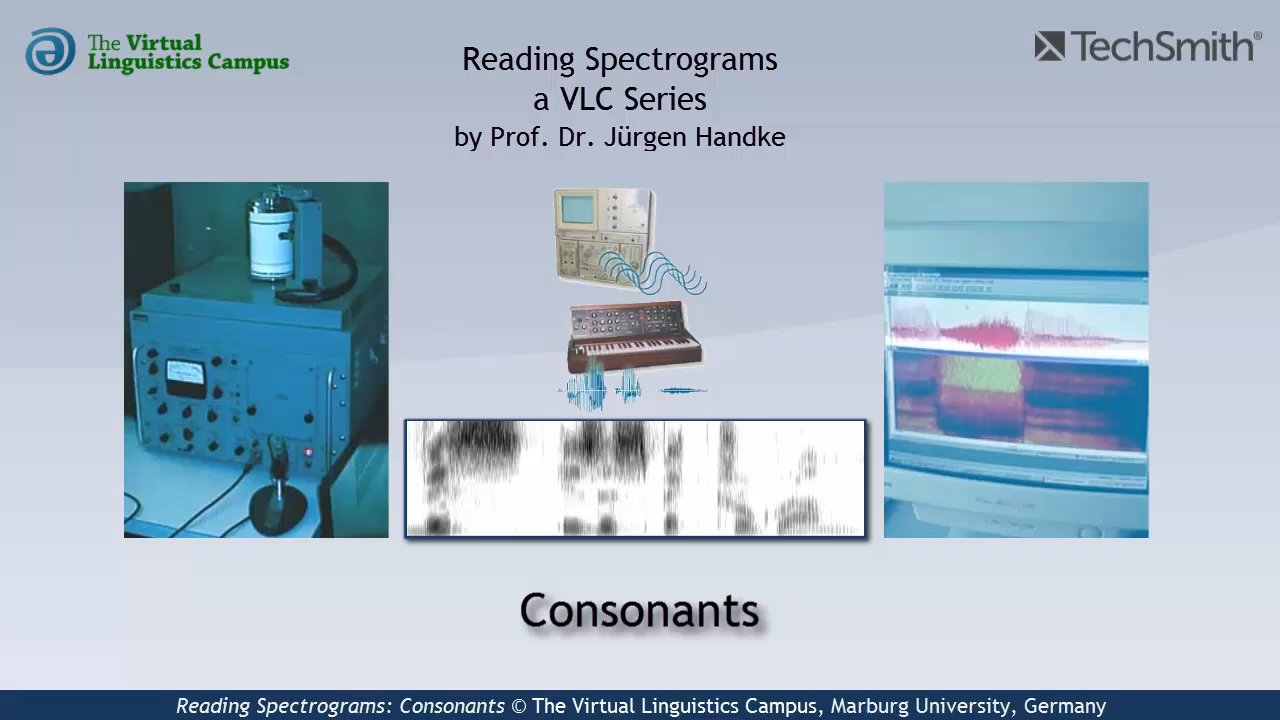 The Virtual
Linguistics Campus
Reading Spectrograms
a VLC Series
by Prof. Dr. Jürgen Handke
TechSmith®
Consonants
Reading Spectrograms: Consonants © The Virtual Linguistics Campus, Marburg University, Germany